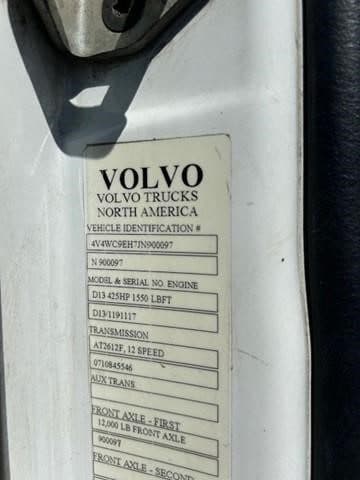 VOLVO
VOLVO TRUCKS
NORTH AMERICA
VEHICLE IDENTIFICATION #
4V4WC9EH7JN900097
N 900097
MODEL & SERIAL NO. ENGINE
D13 425HP 1550 LBFT
D13/1191117
TRANSMISSION
AT2612F, 12 SPEED
0710845546
AUX TRANS
FRONT AXLE - FIRST
12,000 LB FRONT AXLE
900097
FRONT AXLE - SECOND